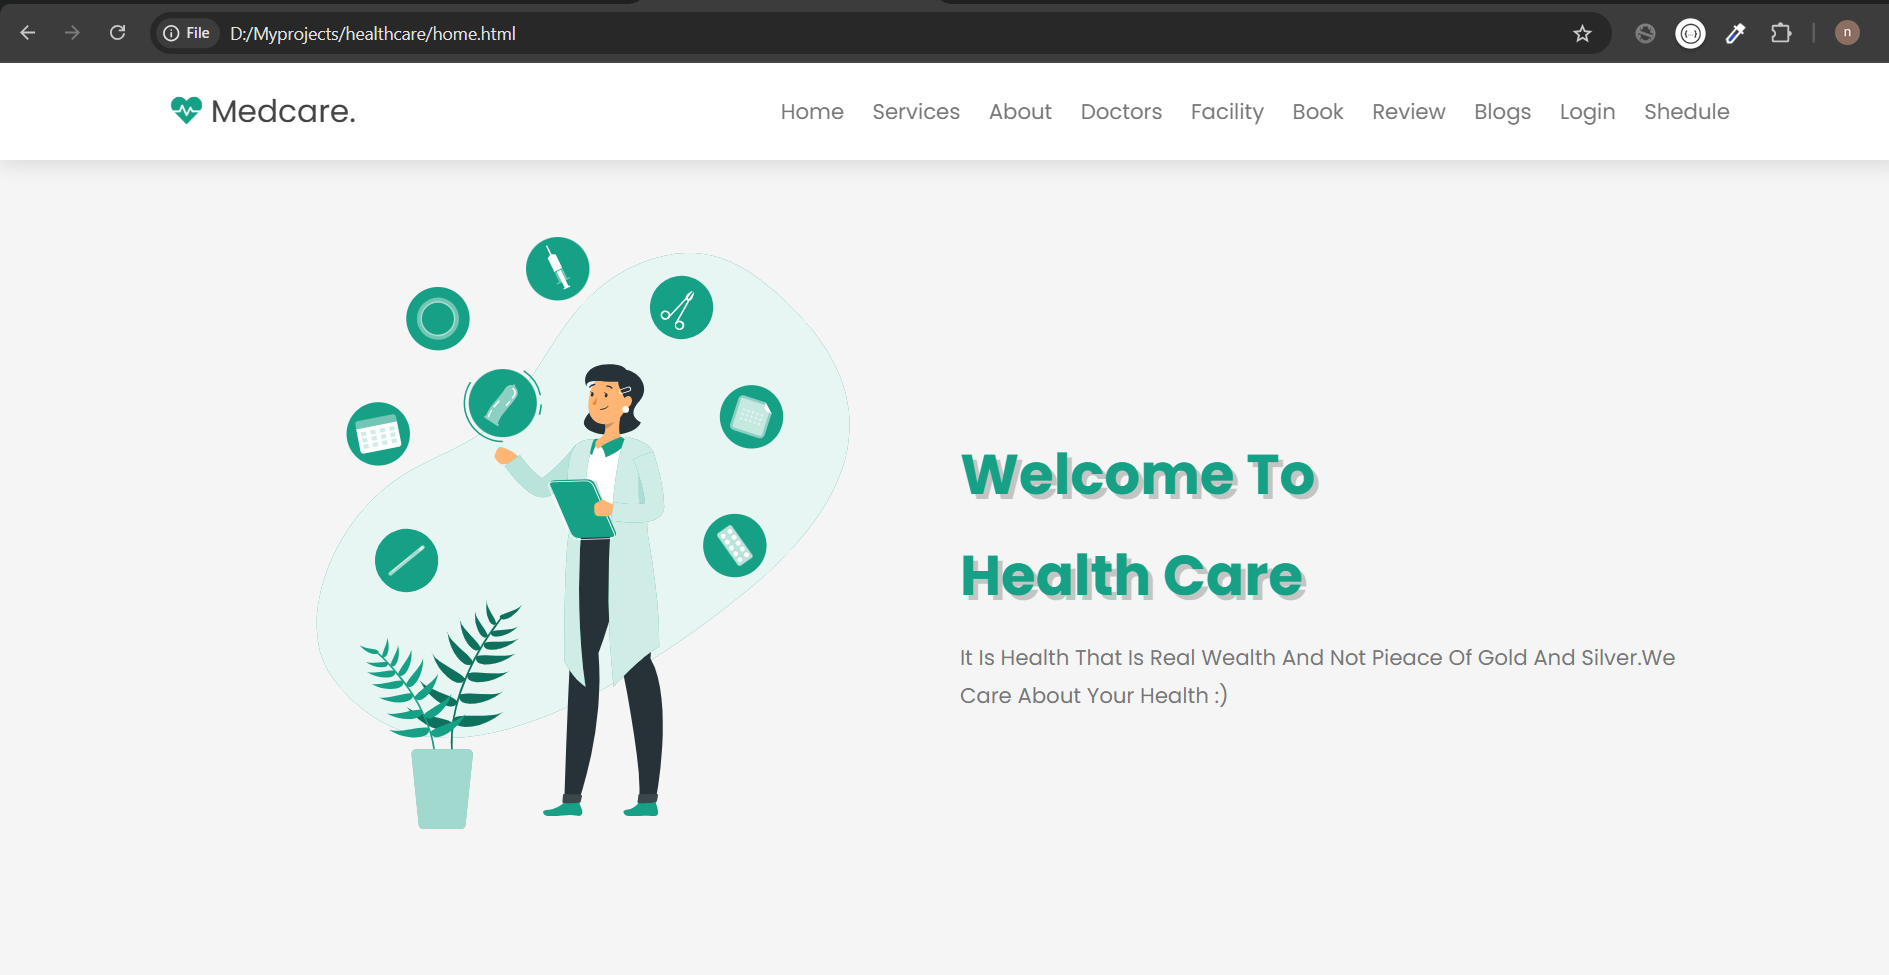 File D:/Myprojects/healthcare/home.html
n
Medcare.
Home Services About Doctors Facility Book Review Blogs Login Shedule
Welcome To
Health Care
It Is Health That Is Real Wealth And Not Pieace Of Gold And Silver.We
Care About Your Health :)